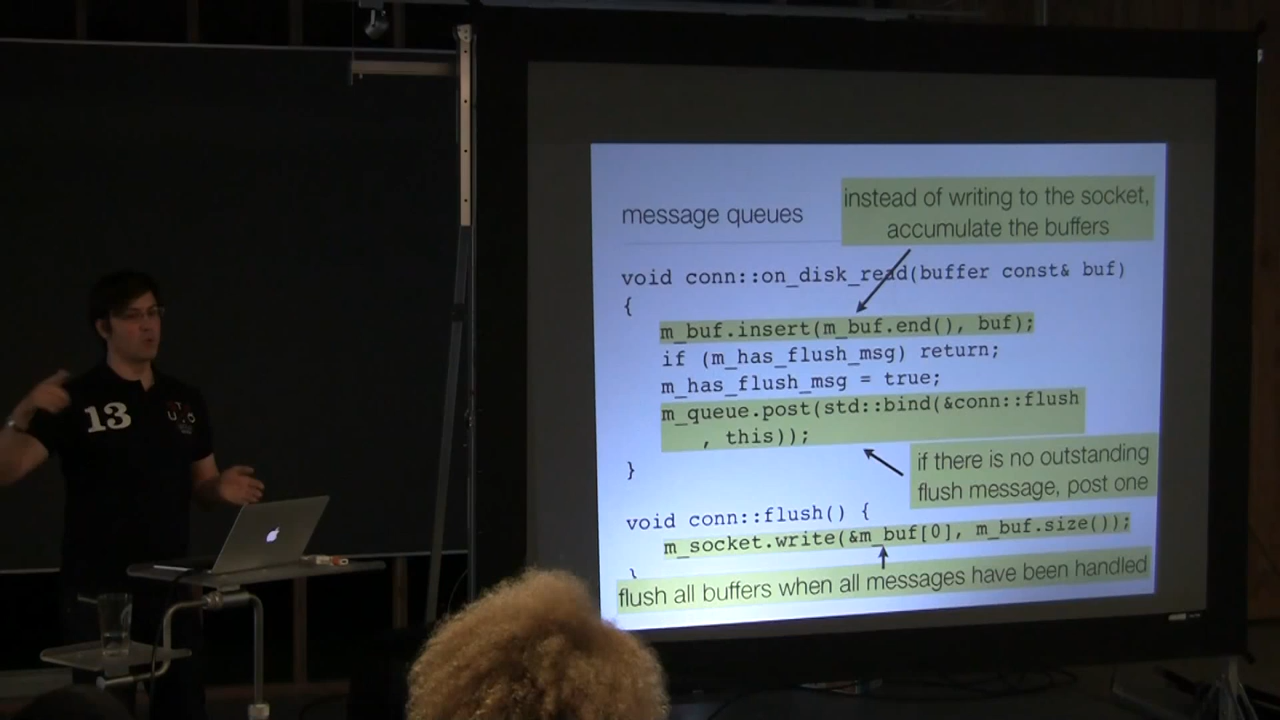 instead of writing to the socket,
accumulate the buffers
message queues
void conn::on_disk_read(buffer const& buf)
{
m_buf.insert(m_buf.end(), buf);
if (m_has_flush_msg) return;
m_has_flush_msg = true;
m_queue.post(std::bind(&conn::flush
, this));
}
if there is no outstanding
flush message, post one
void conn::flush() {
m_socket.write(&m_buf[0], m_buf.size());
flush all buffers when all messages have been handled
13